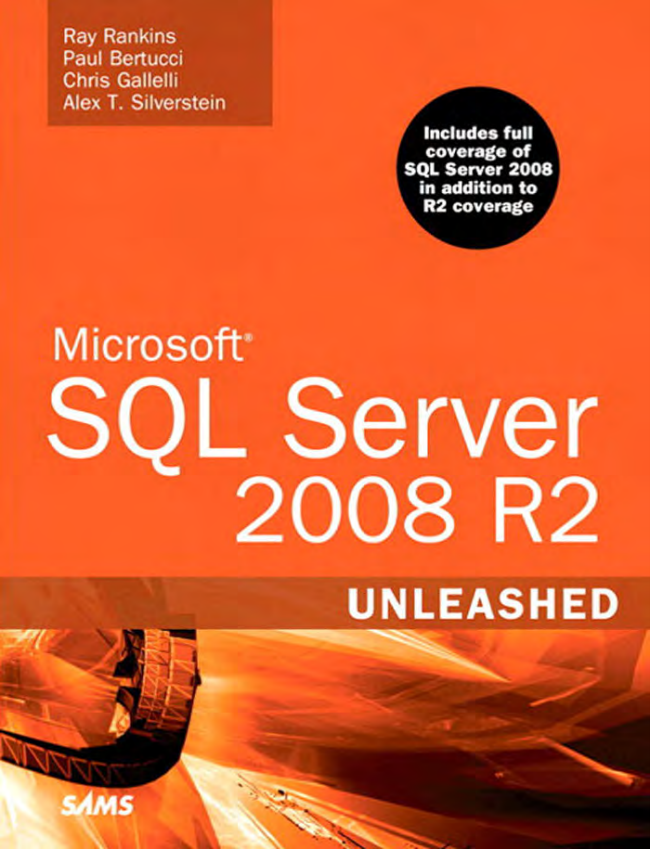 Ray Rankins
Paul Bertucci
Chris Gallelli
Alex T. Silverstein
Includes full
coverage of
SQL Server 2008
in addition to
R2 coverage
Microsoft®
SQL Server
2008 R2
UNLEASHED
SAMS